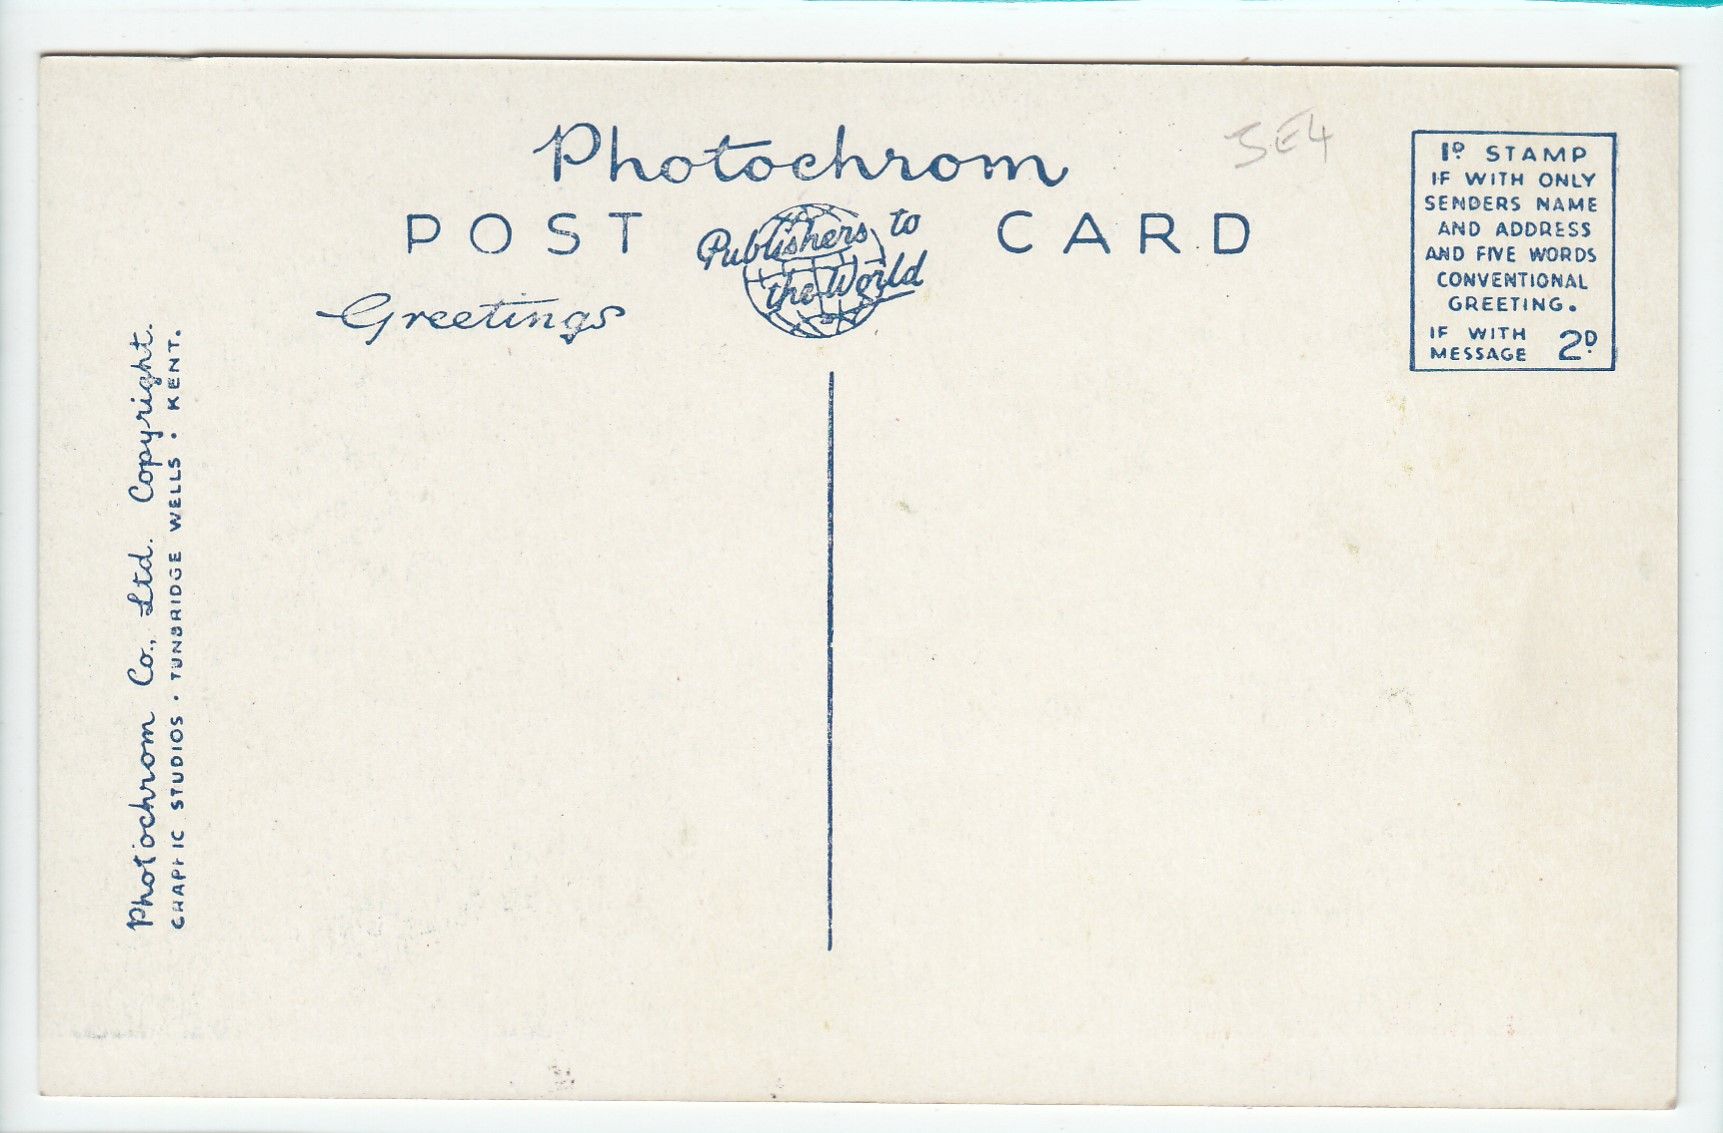 Photochrom
POST CARD
Publishers to
the World
Greetings
3E4
1D STAMP
IF WITH ONLY
SENDERS NAME
AND ADDRESS
AND FIVE WORDS
CONVENTIONAL
GREETING.
IF WITH
MESSAGE 2D.
Photochrom Co., Ltd. Copyright.
GRAPHIC STUDIOS · TUNBRIDGE WELLS · KENT.